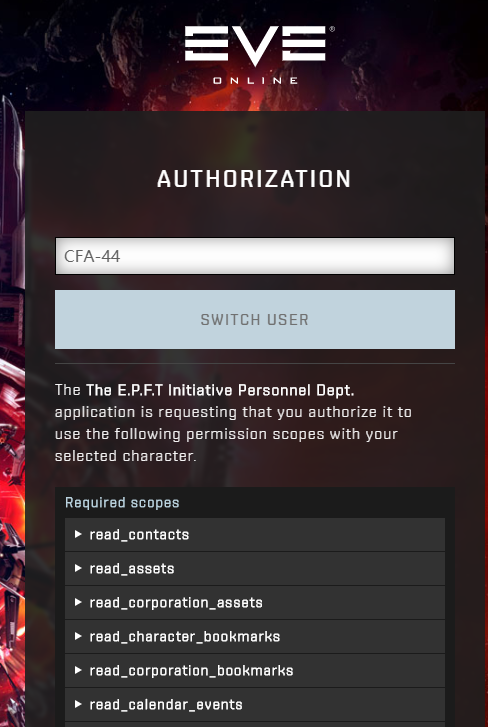 EVE®
ONLINE
AUTHORIZATION
CFA-44
SWITCH USER
The The E.P.F.T Initiative Personnel Dept.
application is requesting that you authorize it to
use the following permission scopes with your
selected character.
Required scopes
read_contacts
read_assets
read_corporation_assets
read_character_bookmarks
read_corporation_bookmarks
read_calendar_events